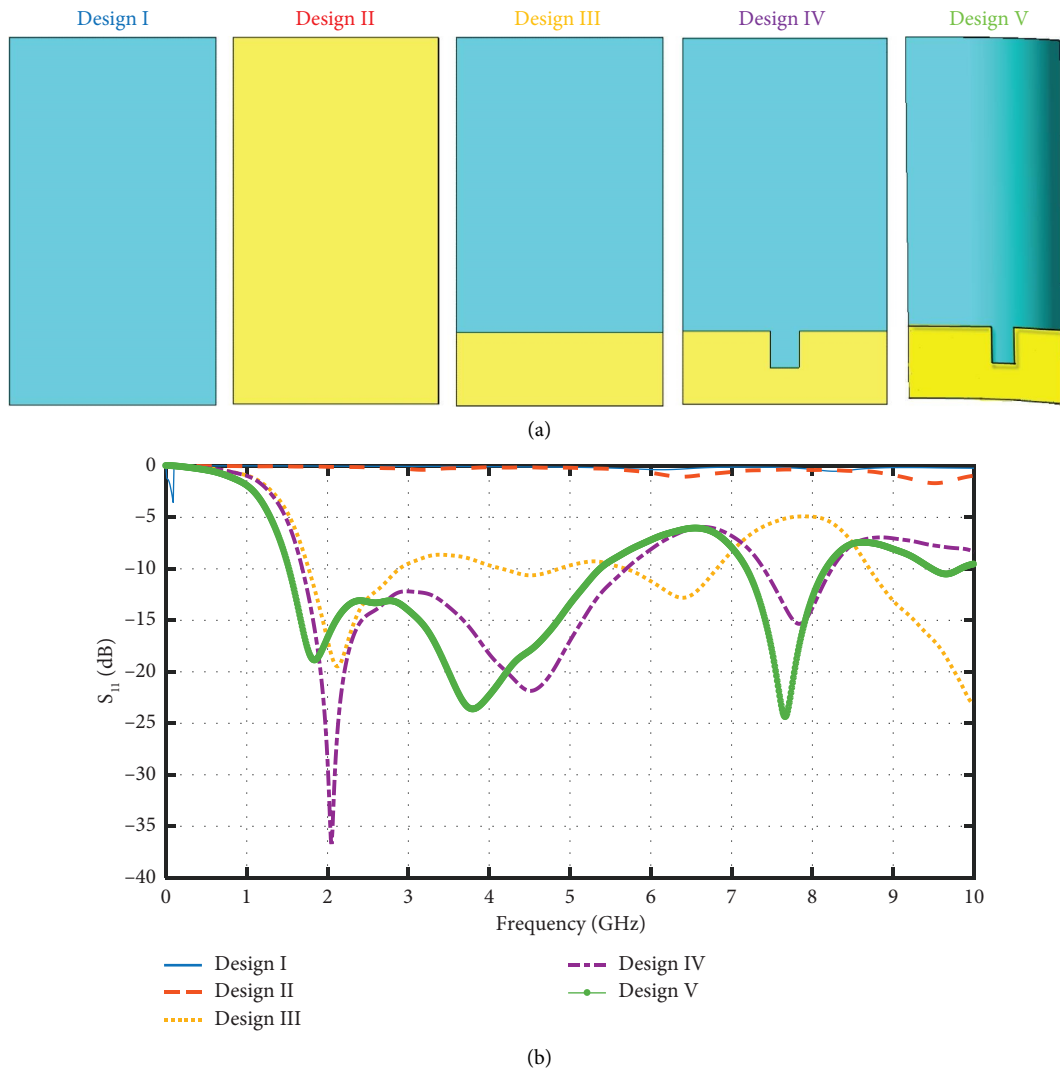 Design I Design II Design III Design IV Design V
(a)
0
−5
−10
−15
−20
−25
−30
−35
−40
S11 (dB)
0 1 2 3 4 5 6 7 8 9 10
Frequency (GHz)
Design I
Design II
Design III
Design IV
Design V
(b)